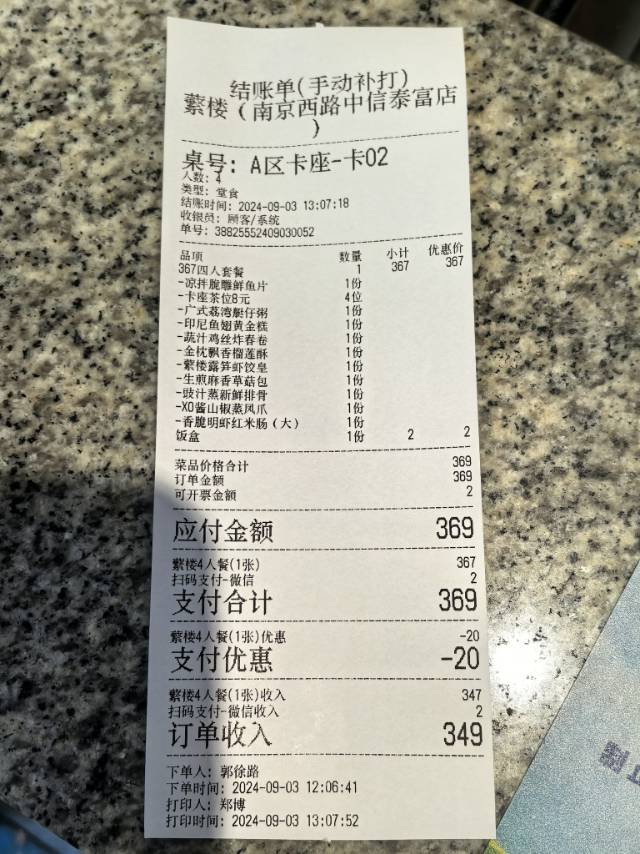 结账单(手动补打)
蘩楼(南京西路中信泰富店
)
桌号: A区卡座-卡02
人数: 4
类型: 堂食
结账时间: 2024-09-03 13:07:18
收银员: 顾客/系统
单号: 38825552409030052
品项 数量 小计 优惠价
367四人套餐 1 367 367
-凉拌脆雕鲜鱼片 1份
-卡座茶位8元 4位
-广式荔湾艇仔粥 1份
-印尼鱼翅黄金糕 1份
-蔬汁鸡丝炸春卷 1份
-金枕飘香榴莲酥 1份
-蘩楼露笋虾饺皇 1份
-生煎麻香草菇包 1份
-豉汁蒸新鲜排骨 1份
-XO酱山椒蒸凤爪 1份
-香脆明虾红米肠(大) 1份
饭盒 1份 2 2
菜品价格合计 369
订单金额 369
可开票金额 2
应付金额 369
蘩楼4人餐(1张) 367
扫码支付-微信 2
支付合计 369
蘩楼4人餐(1张)优惠 -20
支付优惠 -20
蘩楼4人餐(1张)收入 347
扫码支付-微信收入 2
订单收入 349
下单人: 郭徐路
下单时间: 2024-09-03 12:06:41
打印人: 郑博
打印时间: 2024-09-03 13:07:52